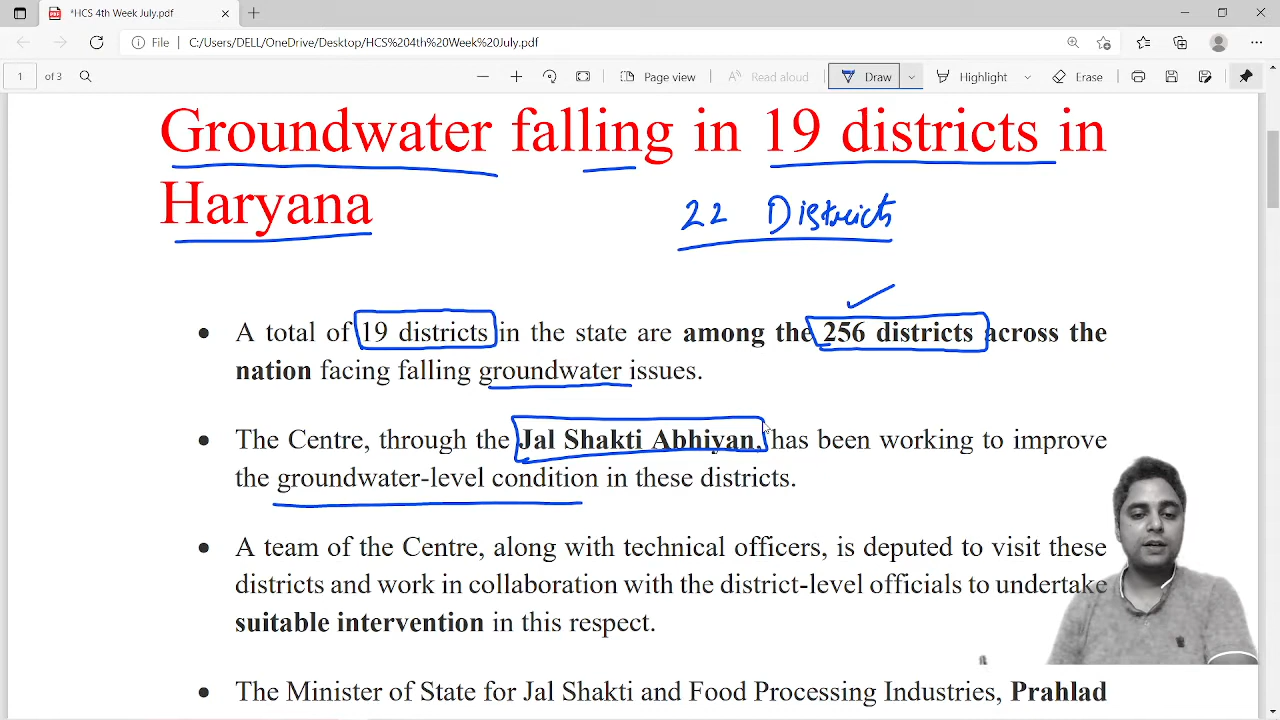 *HCS 4th Week July.pdf
File C:/Users/DELL/OneDrive/Desktop/HCS%204th%20Week%20July.pdf
1 of 3 Page view Read aloud Draw Highlight Erase
Groundwater falling in 19 districts in
Haryana
22 Districts
• A total of 19 districts in the state are among the 256 districts across the
nation facing falling groundwater issues.
• The Centre, through the Jal Shakti Abhiyan, has been working to improve
the groundwater-level condition in these districts.
• A team of the Centre, along with technical officers, is deputed to visit these
districts and work in collaboration with the district-level officials to undertake
suitable intervention in this respect.
• The Minister of State for Jal Shakti and Food Processing Industries, Prahlad